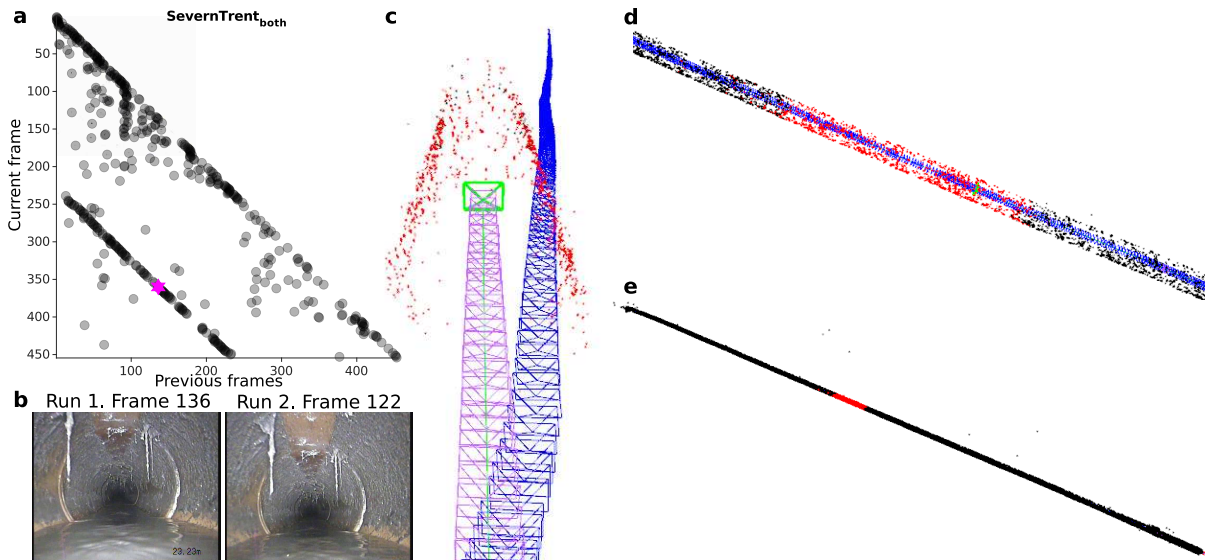 a
SevernTrent both
50
100
150
200
250
300
350
400
450
Current frame
100
200
300
400
Previous frames
b
Run 1. Frame 136
Run 2. Frame 122
23.23m
c
d
e